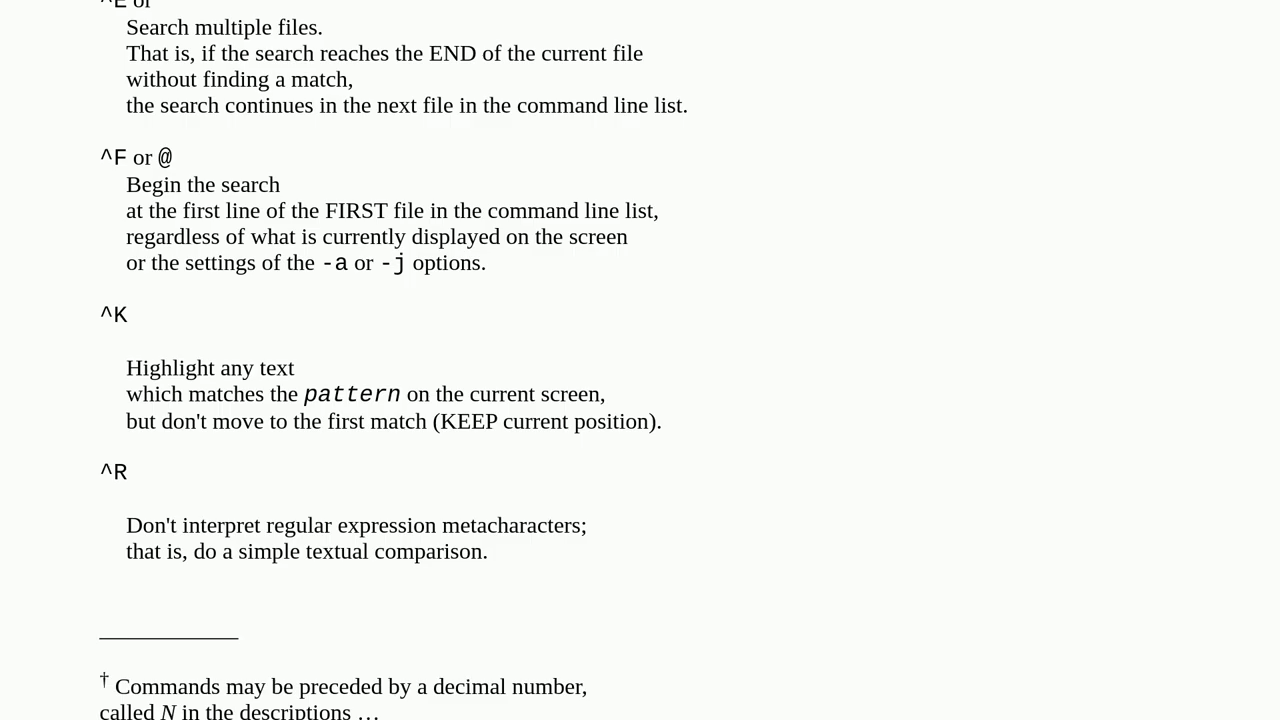 ^E or
Search multiple files.
That is, if the search reaches the END of the current file
without finding a match,
the search continues in the next file in the command line list.
^F or @
Begin the search
at the first line of the FIRST file in the command line list,
regardless of what is currently displayed on the screen
or the settings of the -a or -j options.
^K
Highlight any text
which matches the pattern on the current screen,
but don't move to the first match (KEEP current position).
^R
Don't interpret regular expression metacharacters;
that is, do a simple textual comparison.
† Commands may be preceded by a decimal number,
called N in the descriptions …